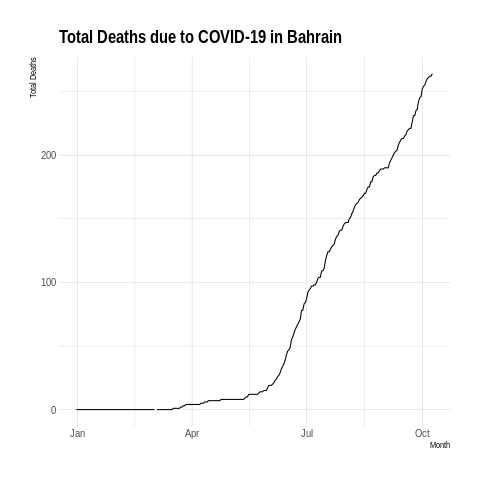 Total Deaths due to COVID-19 in Bahrain
Total Deaths
200
100
0
Jan Apr Jul Oct
Month